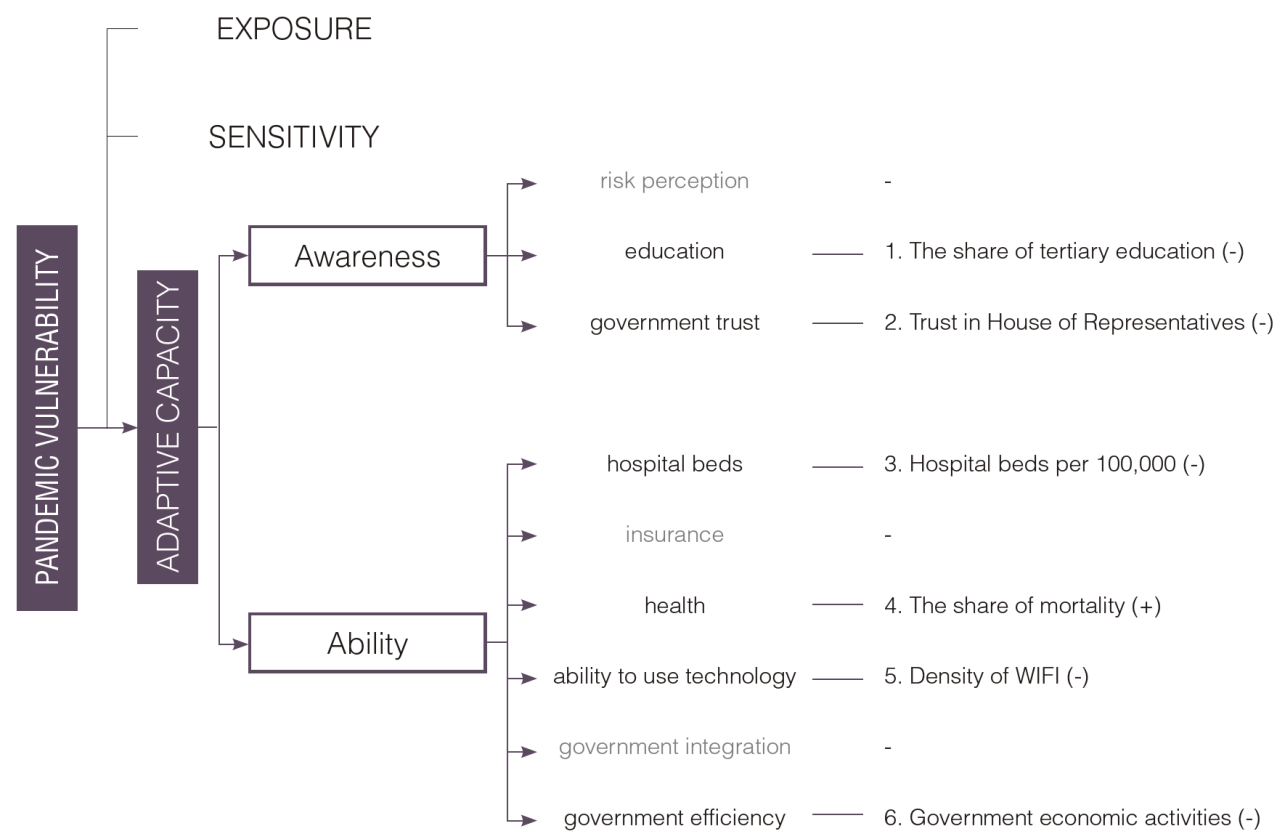 EXPOSURE
SENSITIVITY
PANDEMIC VULNERABILITY
ADAPTIVE CAPACITY
Awareness
risk perception -
education 1. The share of tertiary education (-)
government trust 2. Trust in House of Representatives (-)
Ability
hospital beds 3. Hospital beds per 100,000 (-)
insurance -
health 4. The share of mortality (+)
ability to use technology 5. Density of WIFI (-)
government integration -
government efficiency 6. Government economic activities (-)